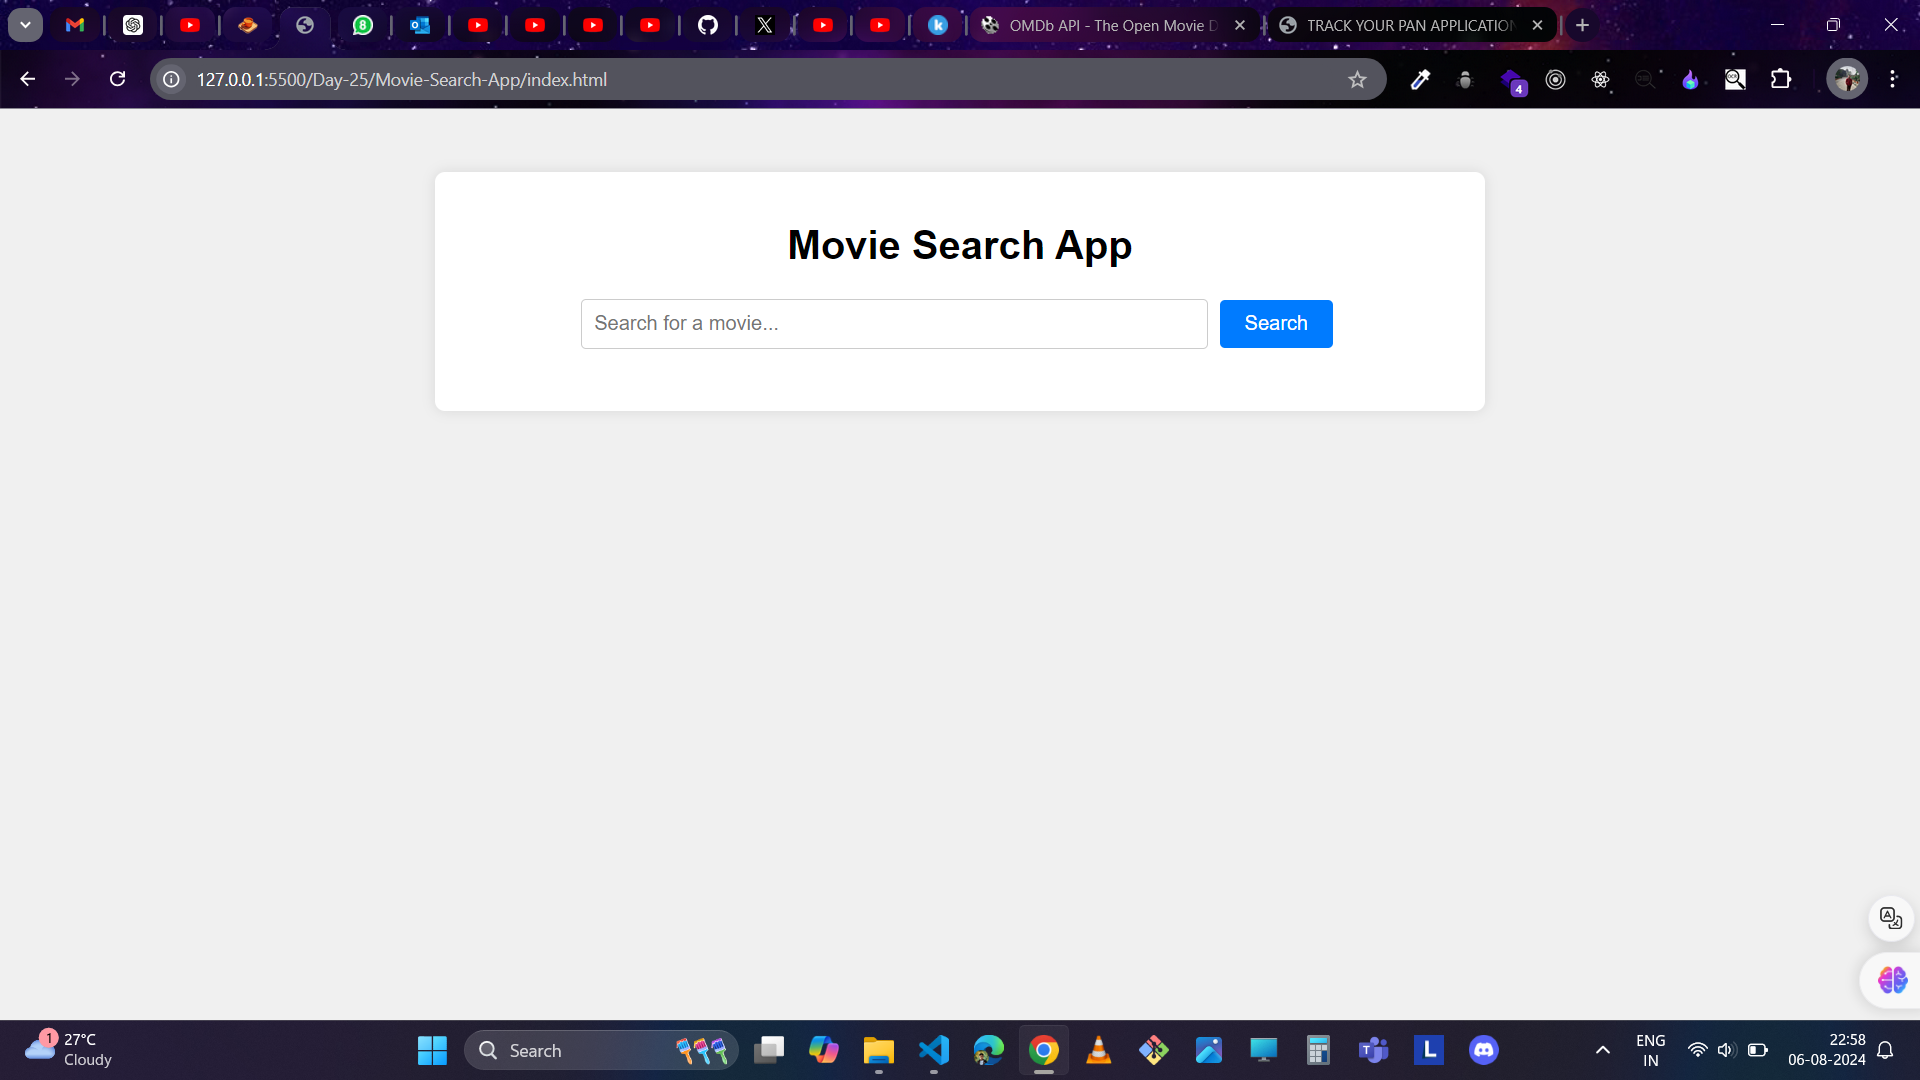 8
OMDb API - The Open Movie D
TRACK YOUR PAN APPLICATION
127.0.0.1:5500/Day-25/Movie-Search-App/index.html
4
Movie Search App
Search for a movie...
Search
1
27°C
Cloudy
Search
L
ENG
IN
22:58
06-08-2024